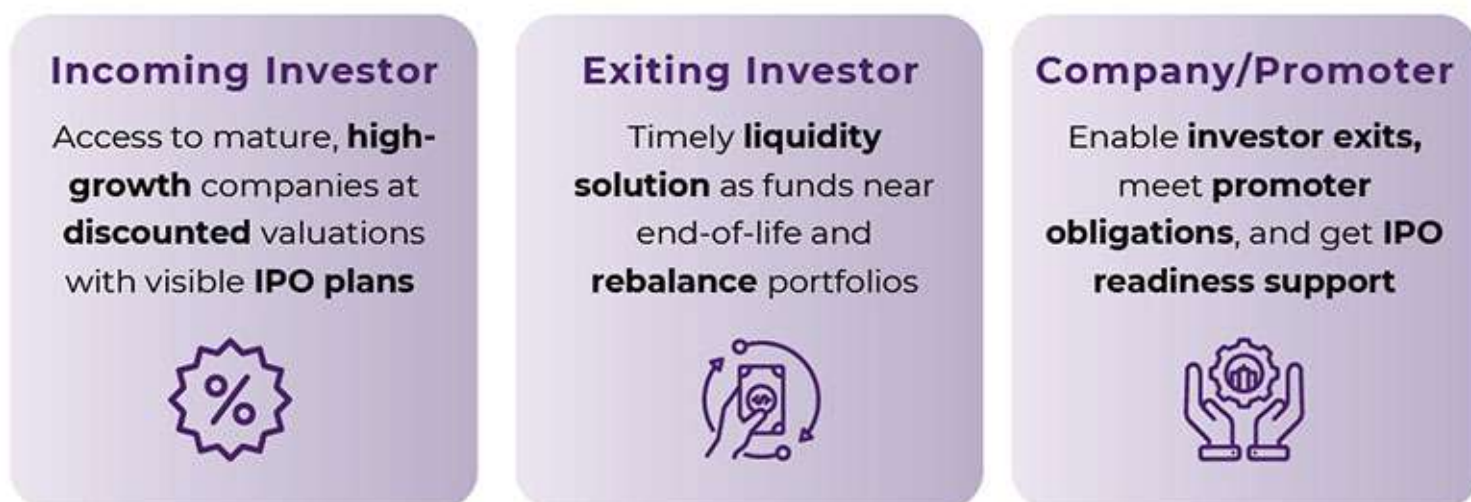 Incoming Investor
Access to mature, high-
growth companies at
discounted valuations
with visible IPO plans
Exiting Investor
Timely liquidity
solution as funds near
end-of-life and
rebalance portfolios
Company/Promoter
Enable investor exits,
meet promoter
obligations, and get IPO
readiness support